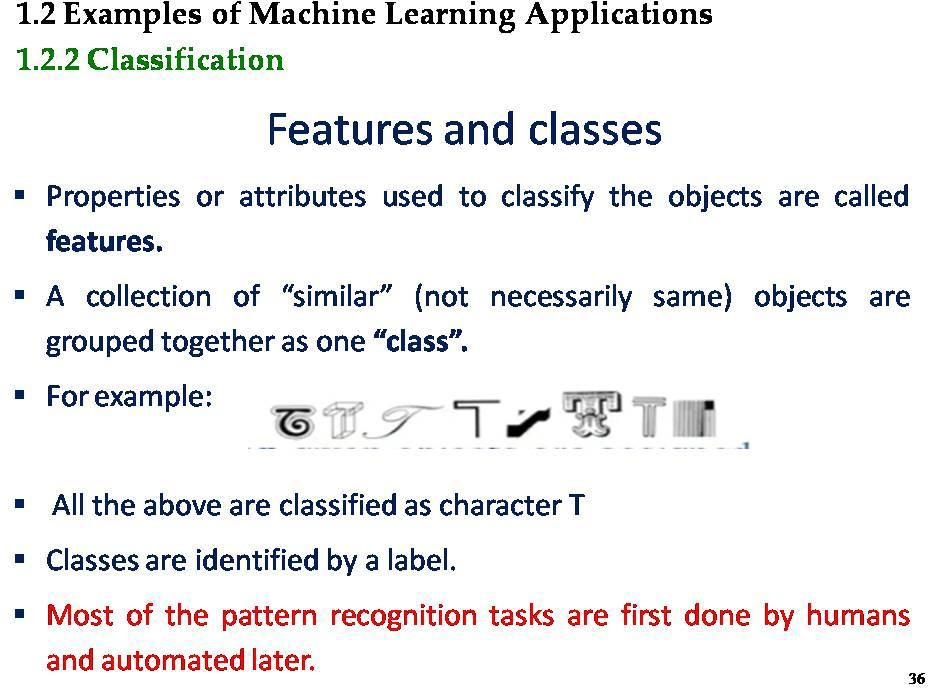 1.2 Examples of Machine Learning Applications
1.2.2 Classification
Features and classes
▪ Properties or attributes used to classify the objects are called
features.
▪ A collection of “similar” (not necessarily same) objects are
grouped together as one “class”.
▪ For example:
T T T T T T T T
▪ All the above are classified as character T
▪ Classes are identified by a label.
▪ Most of the pattern recognition tasks are first done by humans
and automated later.
36